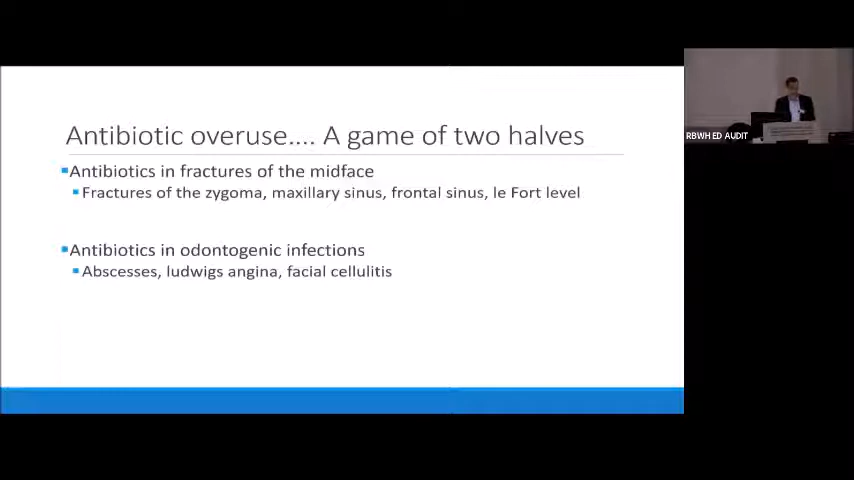 Antibiotic overuse.... A game of two halves
Antibiotics in fractures of the midface
Fractures of the zygoma, maxillary sinus, frontal sinus, le Fort level
Antibiotics in odontogenic infections
Abscesses, ludwigs angina, facial cellulitis
RBWH ED AUDIT